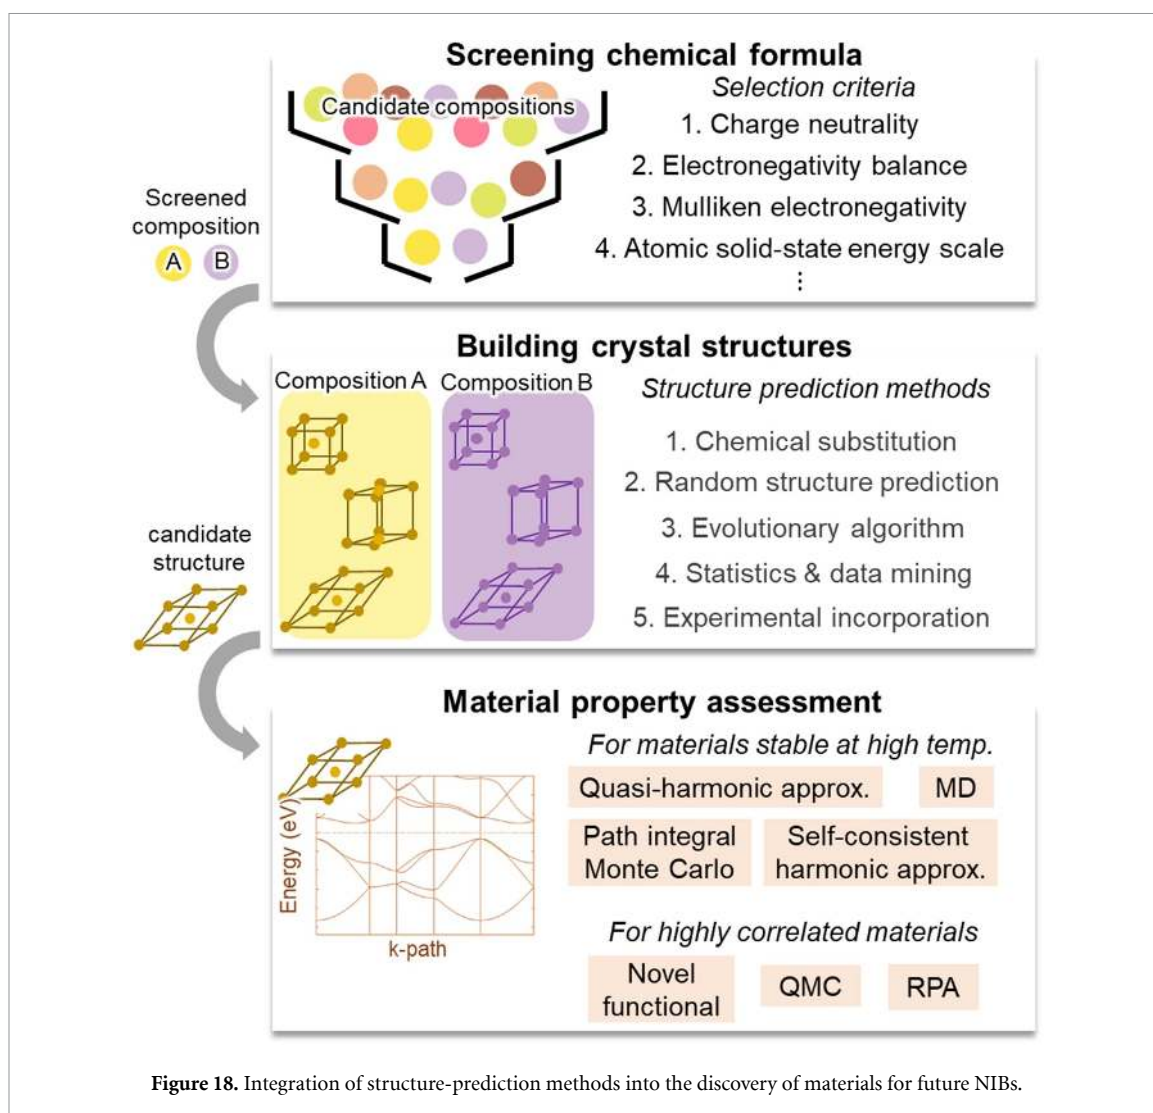 Screening chemical formula
Candidate compositions
Selection criteria
1. Charge neutrality
2. Electronegativity balance
3. Mulliken electronegativity
4. Atomic solid-state energy scale
⋮
Screened
composition
A B
Building crystal structures
Composition A
Composition B
Structure prediction methods
1. Chemical substitution
2. Random structure prediction
3. Evolutionary algorithm
4. Statistics & data mining
5. Experimental incorporation
candidate
structure
Material property assessment
Energy (eV)
k-path
For materials stable at high temp.
Quasi-harmonic approx.
MD
Path integral
Monte Carlo
Self-consistent
harmonic approx.
For highly correlated materials
Novel
functional
QMC
RPA
Figure 18. Integration of structure-prediction methods into the discovery of materials for future NIBs.